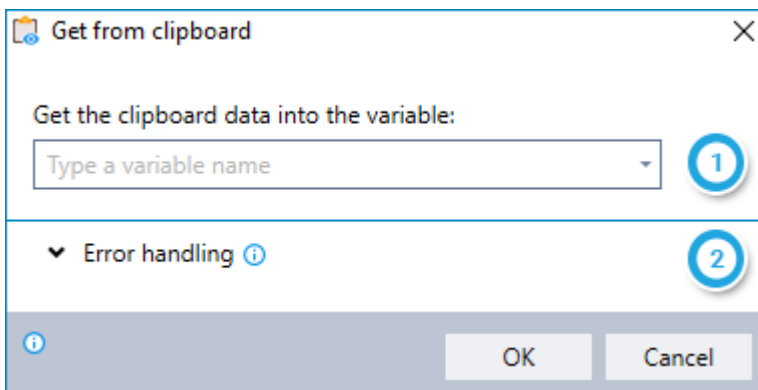 Get from clipboard
Get the clipboard data into the variable:
Type a variable name
1
Error handling
2
OK
Cancel